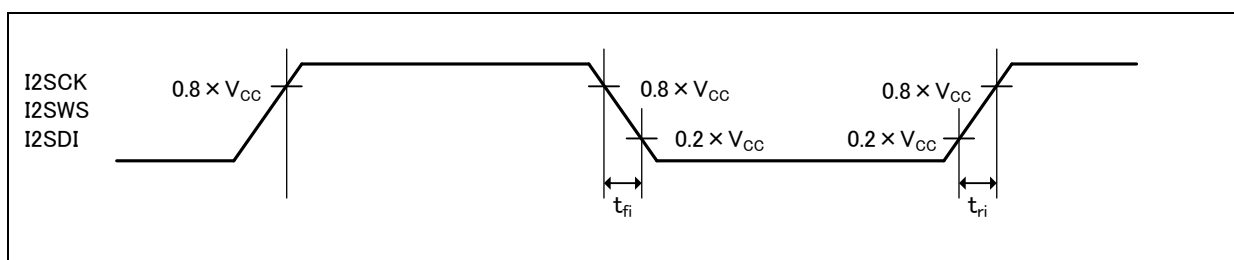 I2SCK
I2SWS
I2SDI
0.8 × VCC
0.8 × VCC
0.2 × VCC
0.8 × VCC
0.2 × VCC
tfi
tri